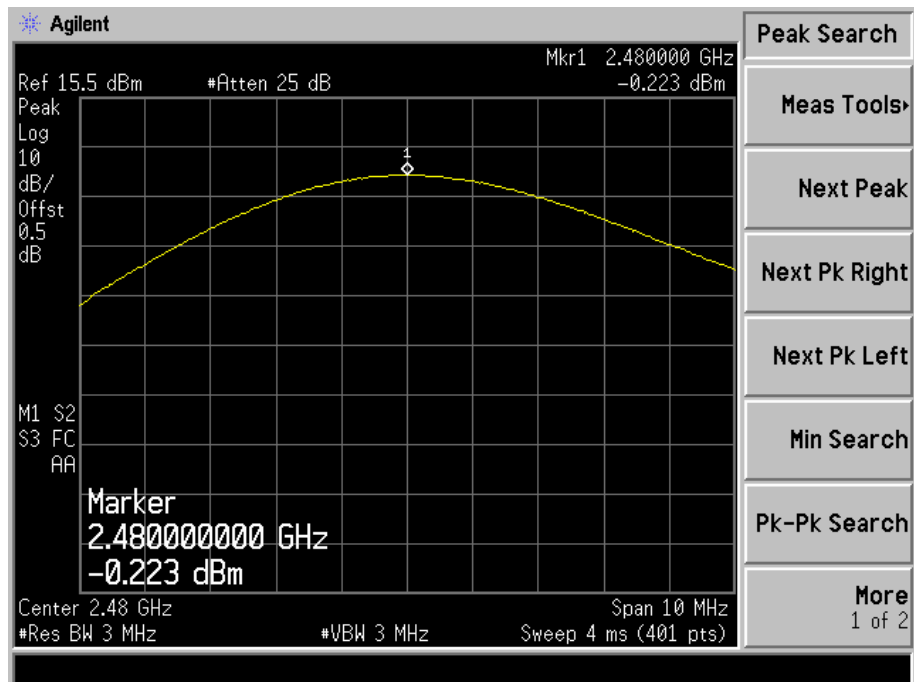 Agilent
Peak Search
Mkr1 2.480000 GHz
Ref 15.5 dBm #Atten 25 dB -0.223 dBm
Peak
Log
10
dB/
Offst
0.5
dB
1
Meas Tools
Next Peak
Next Pk Right
Next Pk Left
M1 S2
S3 FC
AA
Min Search
Marker
2.480000000 GHz
-0.223 dBm
Pk-Pk Search
Center 2.48 GHz Span 10 MHz
#Res BW 3 MHz #VBW 3 MHz Sweep 4 ms (401 pts)
More
1 of 2